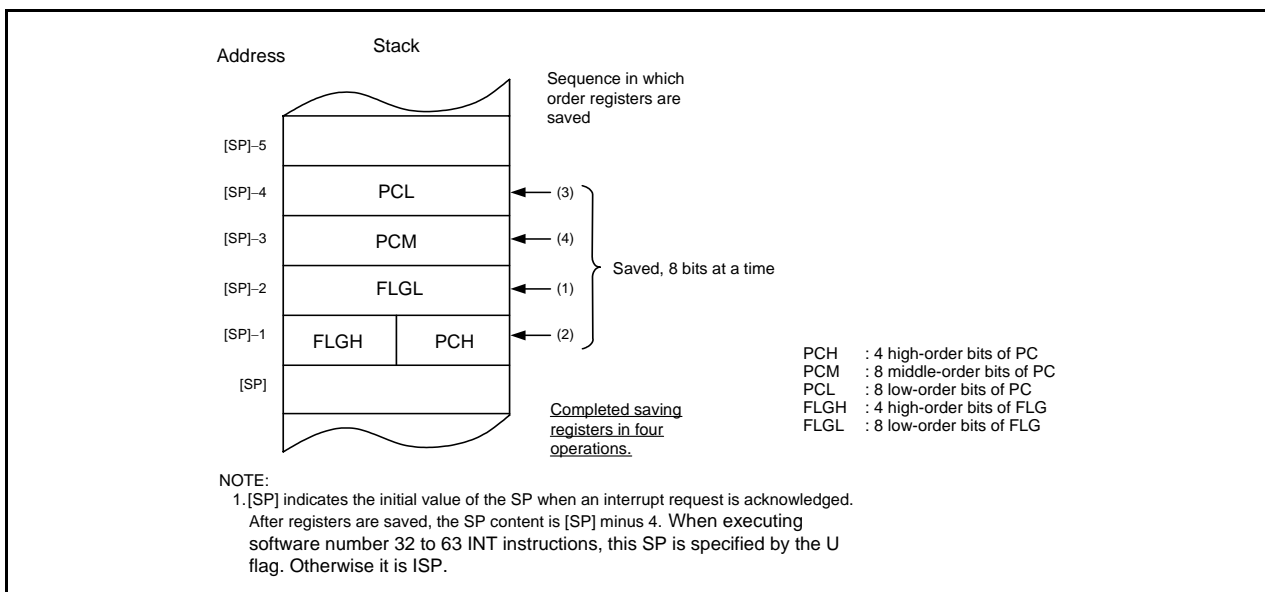 Address
Stack
Sequence in which
order registers are
saved
[SP]−5
[SP]−4
PCL
(3)
[SP]−3
PCM
(4)
Saved, 8 bits at a time
[SP]−2
FLGL
(1)
[SP]−1
FLGH
PCH
(2)
[SP]
Completed saving
registers in four
operations.
PCH : 4 high-order bits of PC
PCM : 8 middle-order bits of PC
PCL : 8 low-order bits of PC
FLGH : 4 high-order bits of FLG
FLGL : 8 low-order bits of FLG
NOTE:
1.[SP] indicates the initial value of the SP when an interrupt request is acknowledged.
After registers are saved, the SP content is [SP] minus 4. When executing
software number 32 to 63 INT instructions, this SP is specified by the U
flag. Otherwise it is ISP.